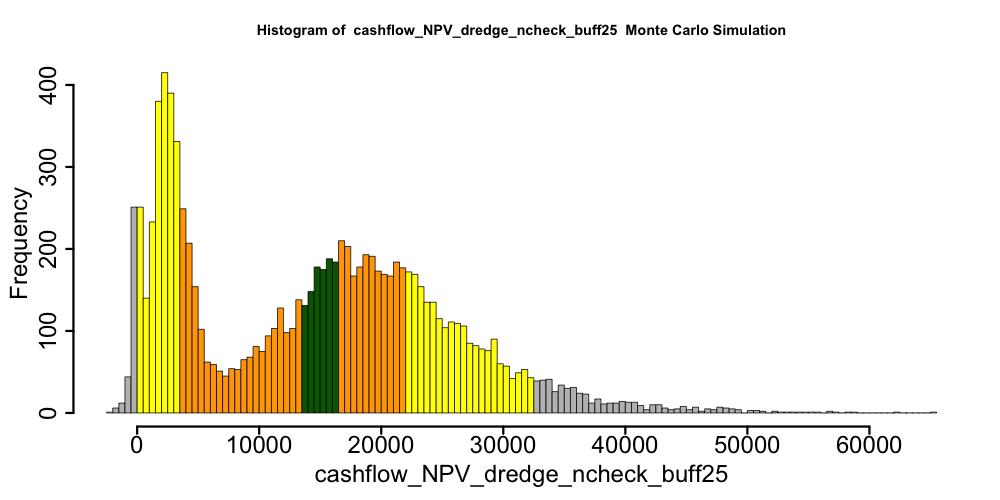 Histogram of cashflow_NPV_dredge_ncheck_buff25 Monte Carlo Simulation
400
300
200
100
0
Frequency
0 10000 20000 30000 40000 50000 60000
cashflow_NPV_dredge_ncheck_buff25